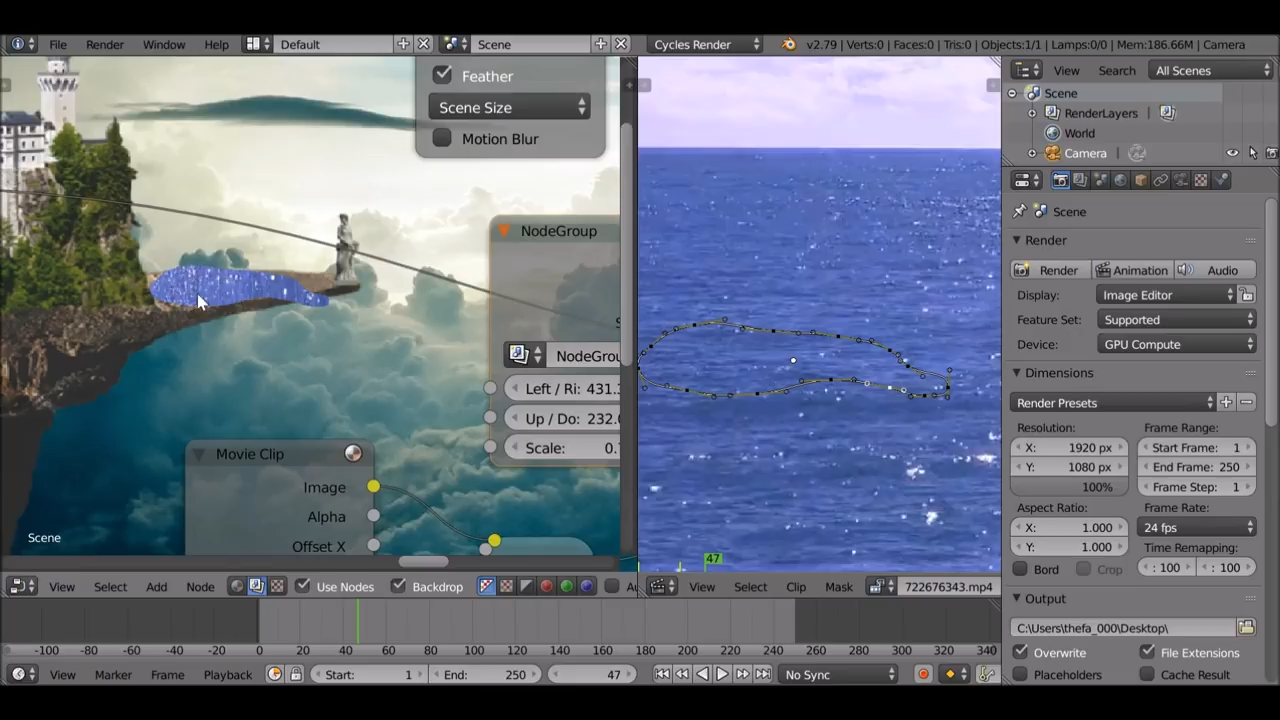 File Render Window Help Default Scene Cycles Render v2.79 | Verts:0 | Faces:0 | Tris:0 | Objects:1/1 | Lamps:0/0 | Mem:186.66M | Camera
Feather
Scene Size
Motion Blur
NodeGroup
NodeGrou
Left / Ri: 431.
Up / Do: 232.
Scale: 0.
Movie Clip
Image
Alpha
Offset X
Scene
View Select Add Node Use Nodes Backdrop
47
View Select Clip Mask 722676343.mp4
View Search All Scenes
Scene
RenderLayers |
World
Camera |
Scene
Render
Render Animation Audio
Display: Image Editor
Feature Set: Supported
Device: GPU Compute
Dimensions
Render Presets
Resolution: Frame Range:
X: 1920 px Start Frame: 1
Y: 1080 px End Frame: 250
100% Frame Step: 1
Aspect Ratio: Frame Rate:
X: 1.000 24 fps
Y: 1.000 Time Remapping:
Bord Crop : 100 : 100
Output
C:\Users\thefa_000\Desktop\
Overwrite File Extensions
Placeholders Cache Result
-100 -80 -60 -40 -20 0 20 40 60 80 100 120 140 160 180 200 220 240 260 280 300 320 340
View Marker Frame Playback Start: 1 End: 250 47 No Sync